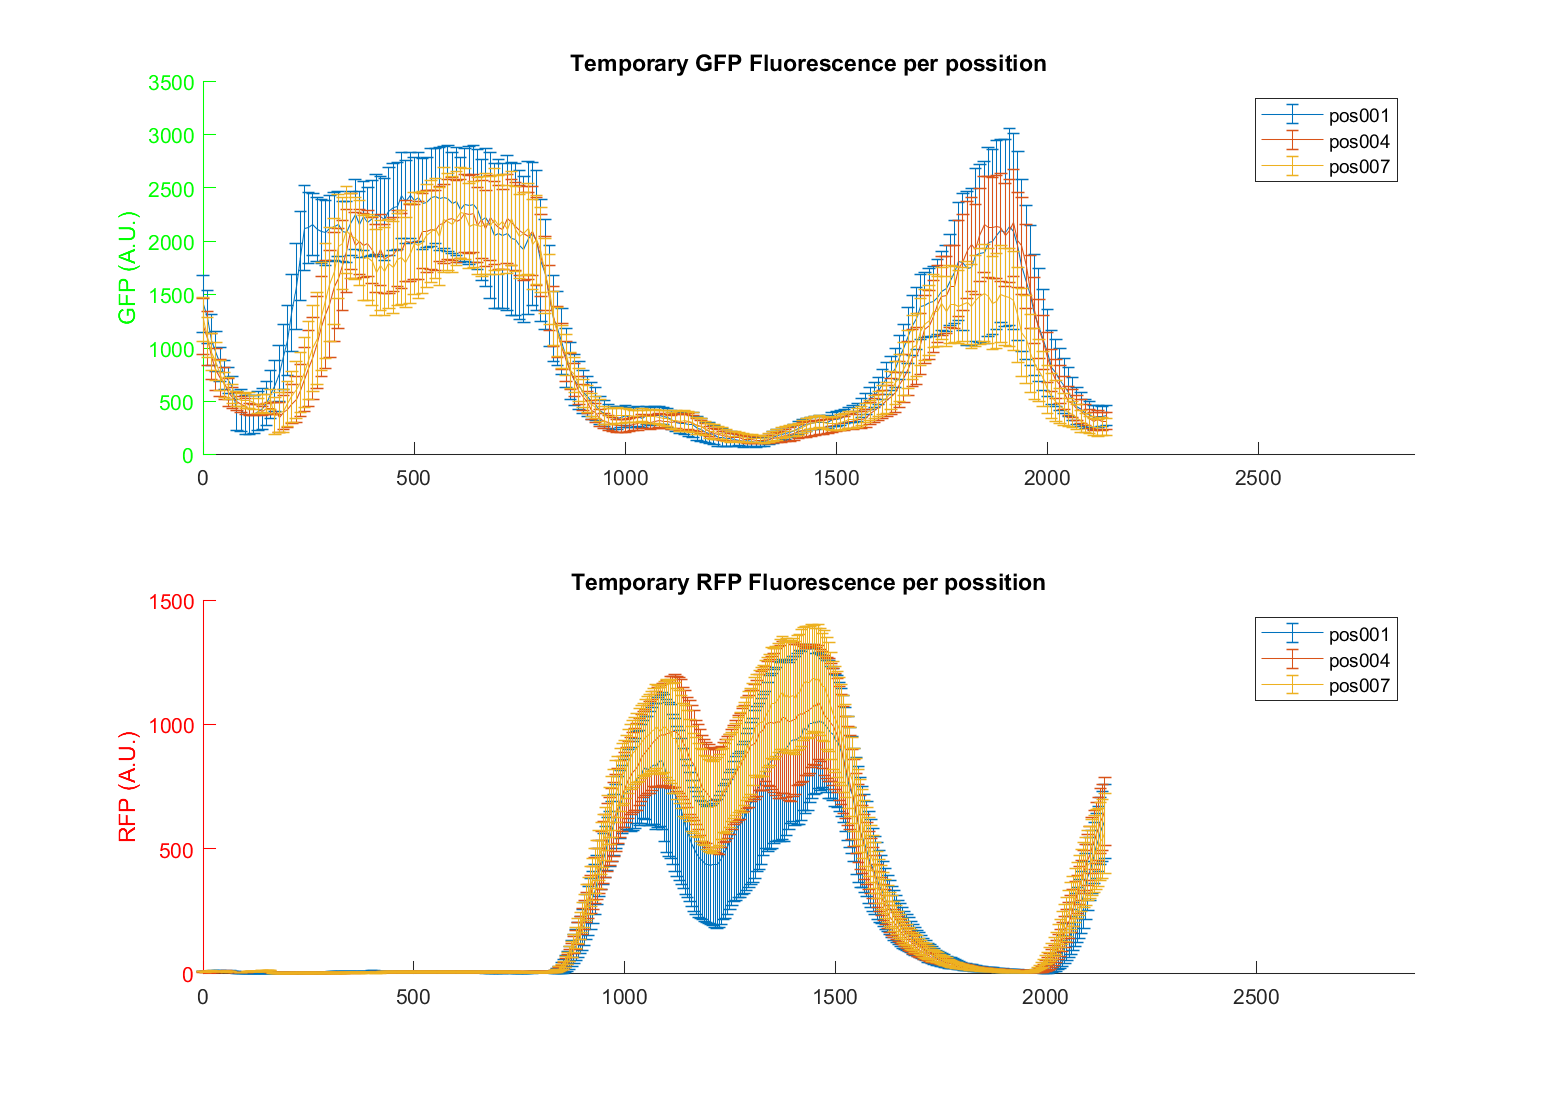 Temporary GFP Fluorescence per possition
GFP (A.U.)
3500
3000
2500
2000
1500
1000
500
0
0 500 1000 1500 2000 2500
pos001
pos004
pos007
Temporary RFP Fluorescence per possition
RFP (A.U.)
1500
1000
500
0
0 500 1000 1500 2000 2500
pos001
pos004
pos007